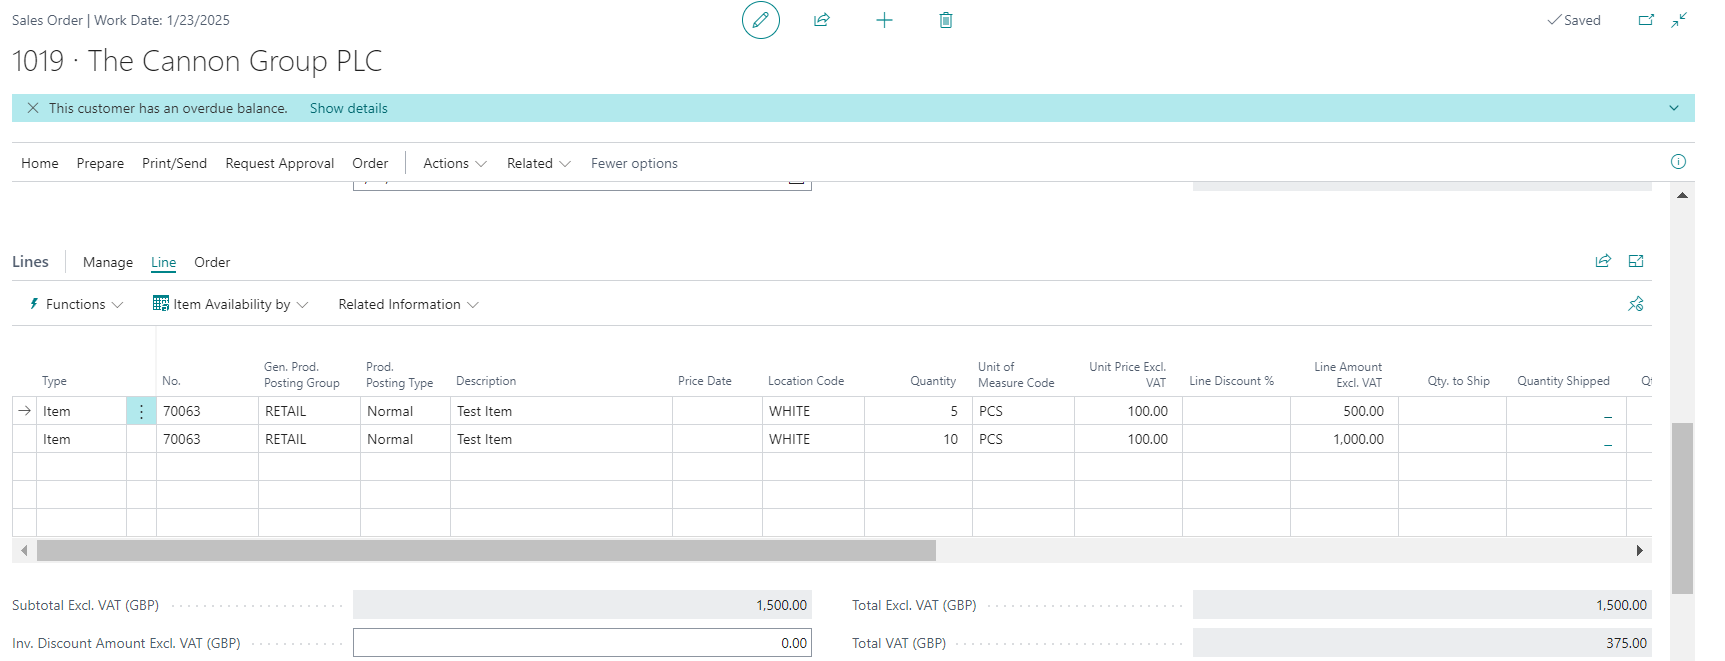 Sales Order | Work Date: 1/23/2025
Saved
1019 · The Cannon Group PLC
This customer has an overdue balance. Show details
Home Prepare Print/Send Request Approval Order Actions Related Fewer options
Lines Manage Line Order
Functions Item Availability by Related Information
Type No. Gen. Prod. Posting Group Prod. Posting Type Description Price Date Location Code Quantity Unit of Measure Code Unit Price Excl. VAT Line Discount % Line Amount Excl. VAT Qty. to Ship Quantity Shipped
Item 70063 RETAIL Normal Test Item WHITE 5 PCS 100.00 500.00 _
Item 70063 RETAIL Normal Test Item WHITE 10 PCS 100.00 1,000.00 _
Subtotal Excl. VAT (GBP) 1,500.00 Total Excl. VAT (GBP) 1,500.00
Inv. Discount Amount Excl. VAT (GBP) 0.00 Total VAT (GBP) 375.00